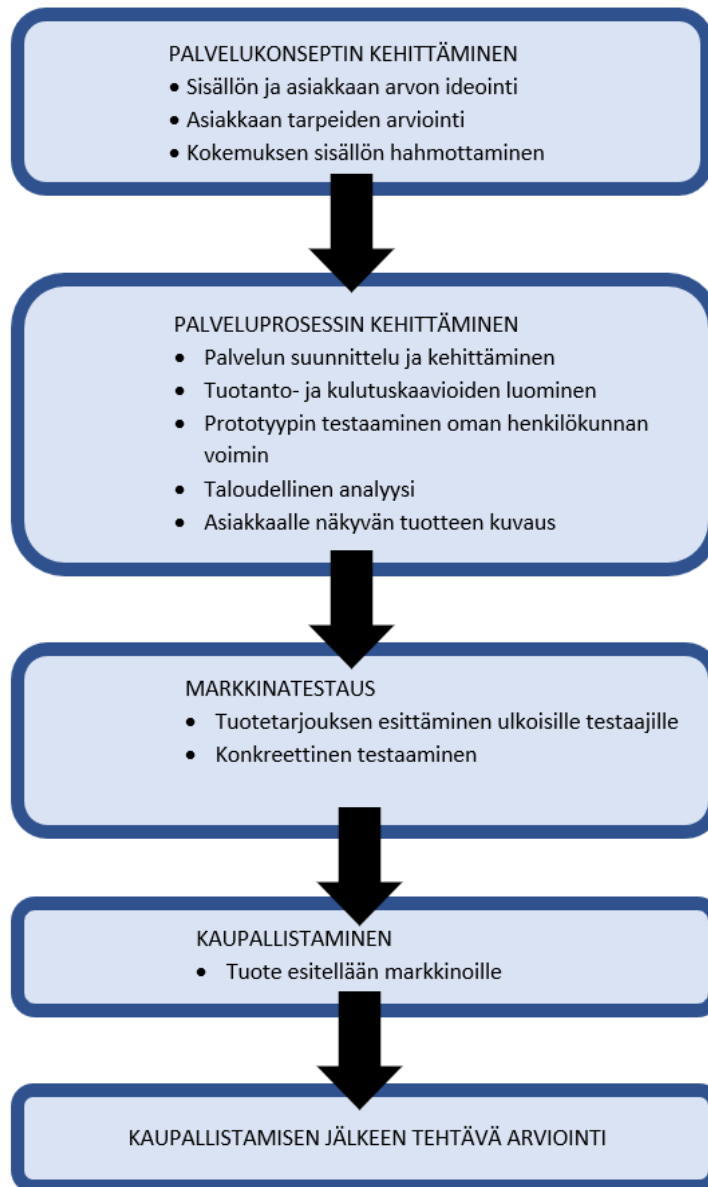 PALVELUKONSEPTIN KEHITTÄMINEN
• Sisällön ja asiakkaan arvon ideointi
• Asiakkaan tarpeiden arviointi
• Kokemuksen sisällön hahmottaminen
PALVELUPROSESSIN KEHITTÄMINEN
• Palvelun suunnittelu ja kehittäminen
• Tuotanto- ja kulutuskaavioiden luominen
• Prototyypin testaaminen oman henkilökunnan
voimin
• Taloudellinen analyysi
• Asiakkaalle näkyvän tuotteen kuvaus
MARKKINATESTAUS
• Tuotetarjouksen esittäminen ulkoisille testaajille
• Konkreettinen testaaminen
KAUPALLISTAMINEN
• Tuote esitellään markkinoille
KAUPALLISTAMISEN JÄLKEEN TEHTÄVÄ ARVIOINTI